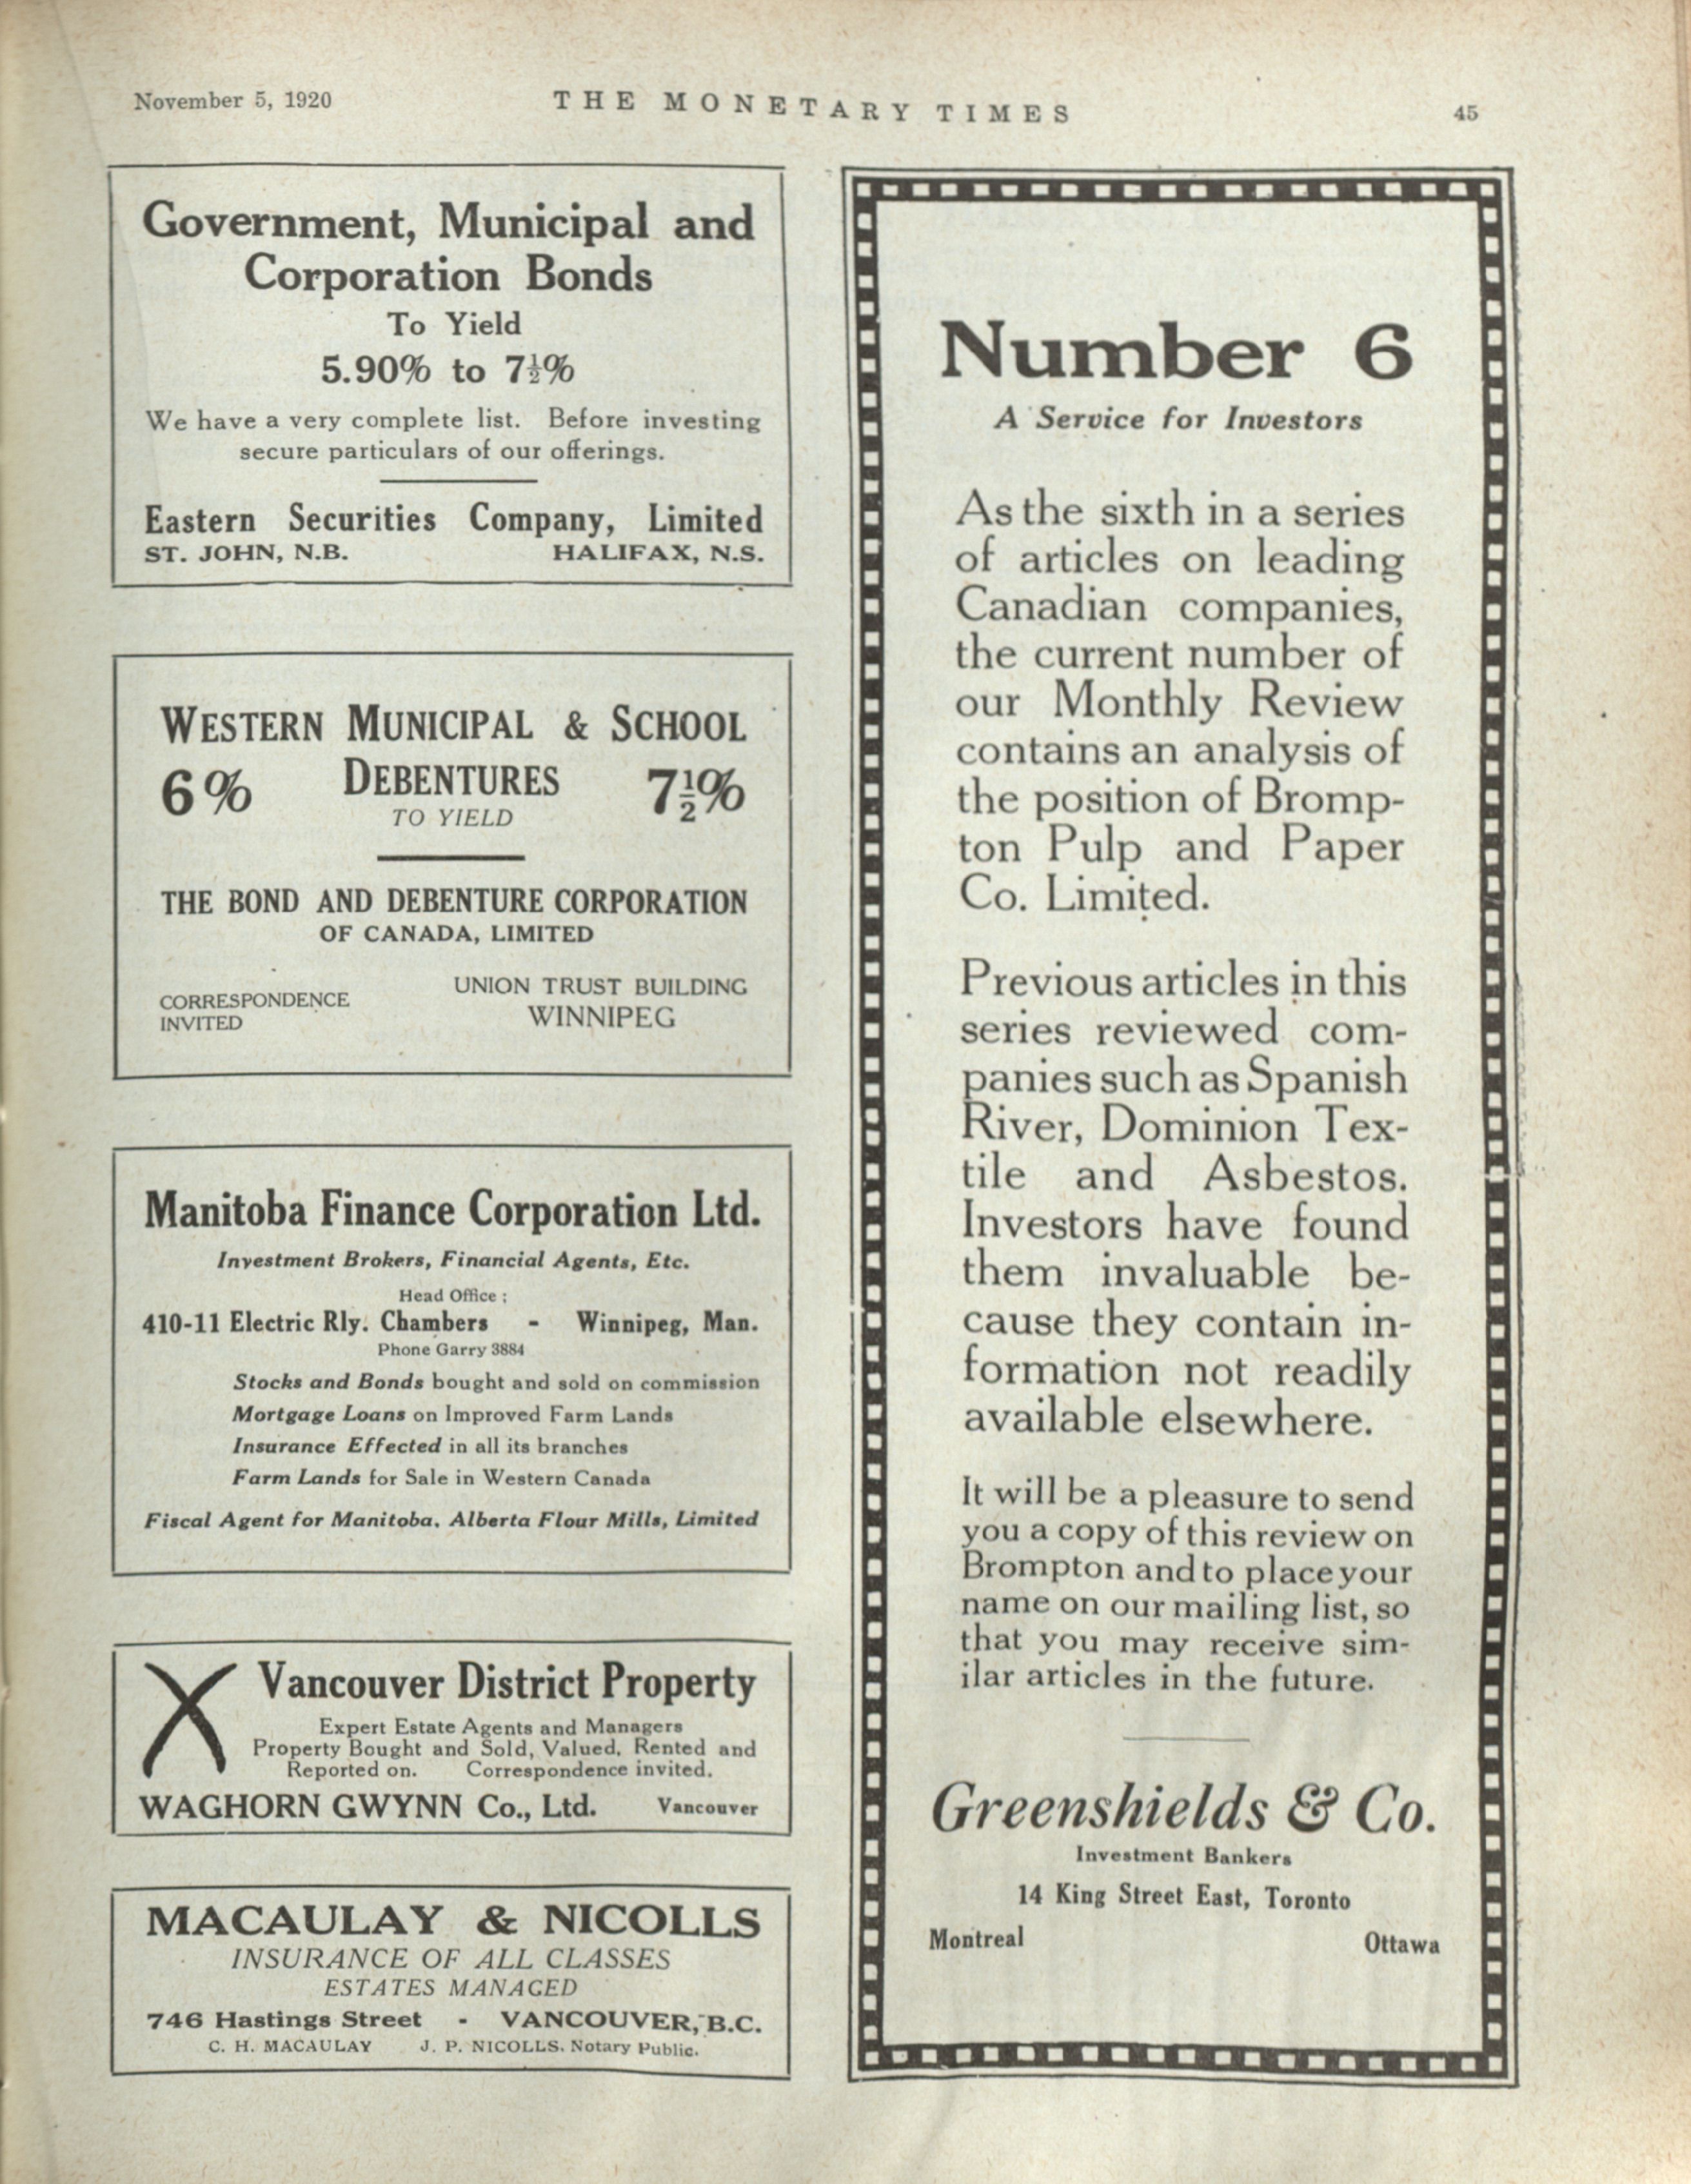 November 5, 1920
THE MONETARY TIMES
45
Government, Municipal and
Corporation Bonds
To Yield
5.90% to 7½%
We have a very complete list. Before investing
secure particulars of our offerings.
Eastern Securities Company, Limited
ST. JOHN, N.B. HALIFAX, N.S.
WESTERN MUNICIPAL & SCHOOL
6% DEBENTURES 7½%
TO YIELD
THE BOND AND DEBENTURE CORPORATION
OF CANADA, LIMITED
CORRESPONDENCE
INVITED
UNION TRUST BUILDING
WINNIPEG
Manitoba Finance Corporation Ltd.
Investment Brokers, Financial Agents, Etc.
Head Office :
410-11 Electric Rly. Chambers - Winnipeg, Man.
Phone Garry 3884
Stocks and Bonds bought and sold on commission
Mortgage Loans on Improved Farm Lands
Insurance Effected in all its branches
Farm Lands for Sale in Western Canada
Fiscal Agent for Manitoba, Alberta Flour Mills, Limited
X Vancouver District Property
Expert Estate Agents and Managers
Property Bought and Sold, Valued, Rented and
Reported on. Correspondence invited.
WAGHORN GWYNN Co., Ltd. Vancouver
MACAULAY & NICOLLS
INSURANCE OF ALL CLASSES
ESTATES MANAGED
746 Hastings Street - VANCOUVER, B.C.
C. H. MACAULAY J. P. NICOLLS, Notary Public.
Number 6
A Service for Investors
As the sixth in a series
of articles on leading
Canadian companies,
the current number of
our Monthly Review
contains an analysis of
the position of Bromp-
ton Pulp and Paper
Co. Limited.
Previous articles in this
series reviewed com-
panies such as Spanish
River, Dominion Tex-
tile and Asbestos.
Investors have found
them invaluable be-
cause they contain in-
formation not readily
available elsewhere.
It will be a pleasure to send
you a copy of this review on
Brompton and to place your
name on our mailing list, so
that you may receive sim-
ilar articles in the future.
Greenshields & Co.
Investment Bankers
14 King Street East, Toronto
Montreal Ottawa